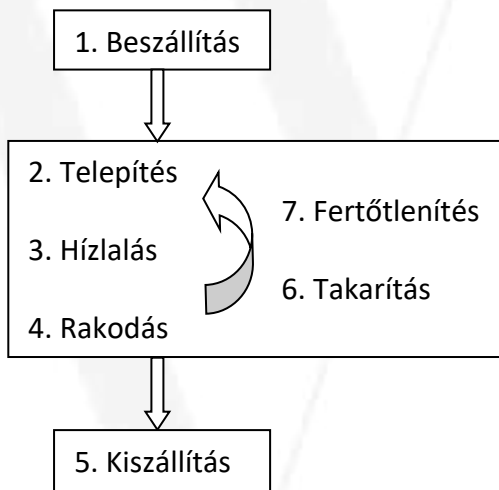 1. Beszállítás
2. Telepítés
3. Hízlalás
4. Rakodás
7. Fertőtlenítés
6. Takarítás
5. Kiszállítás